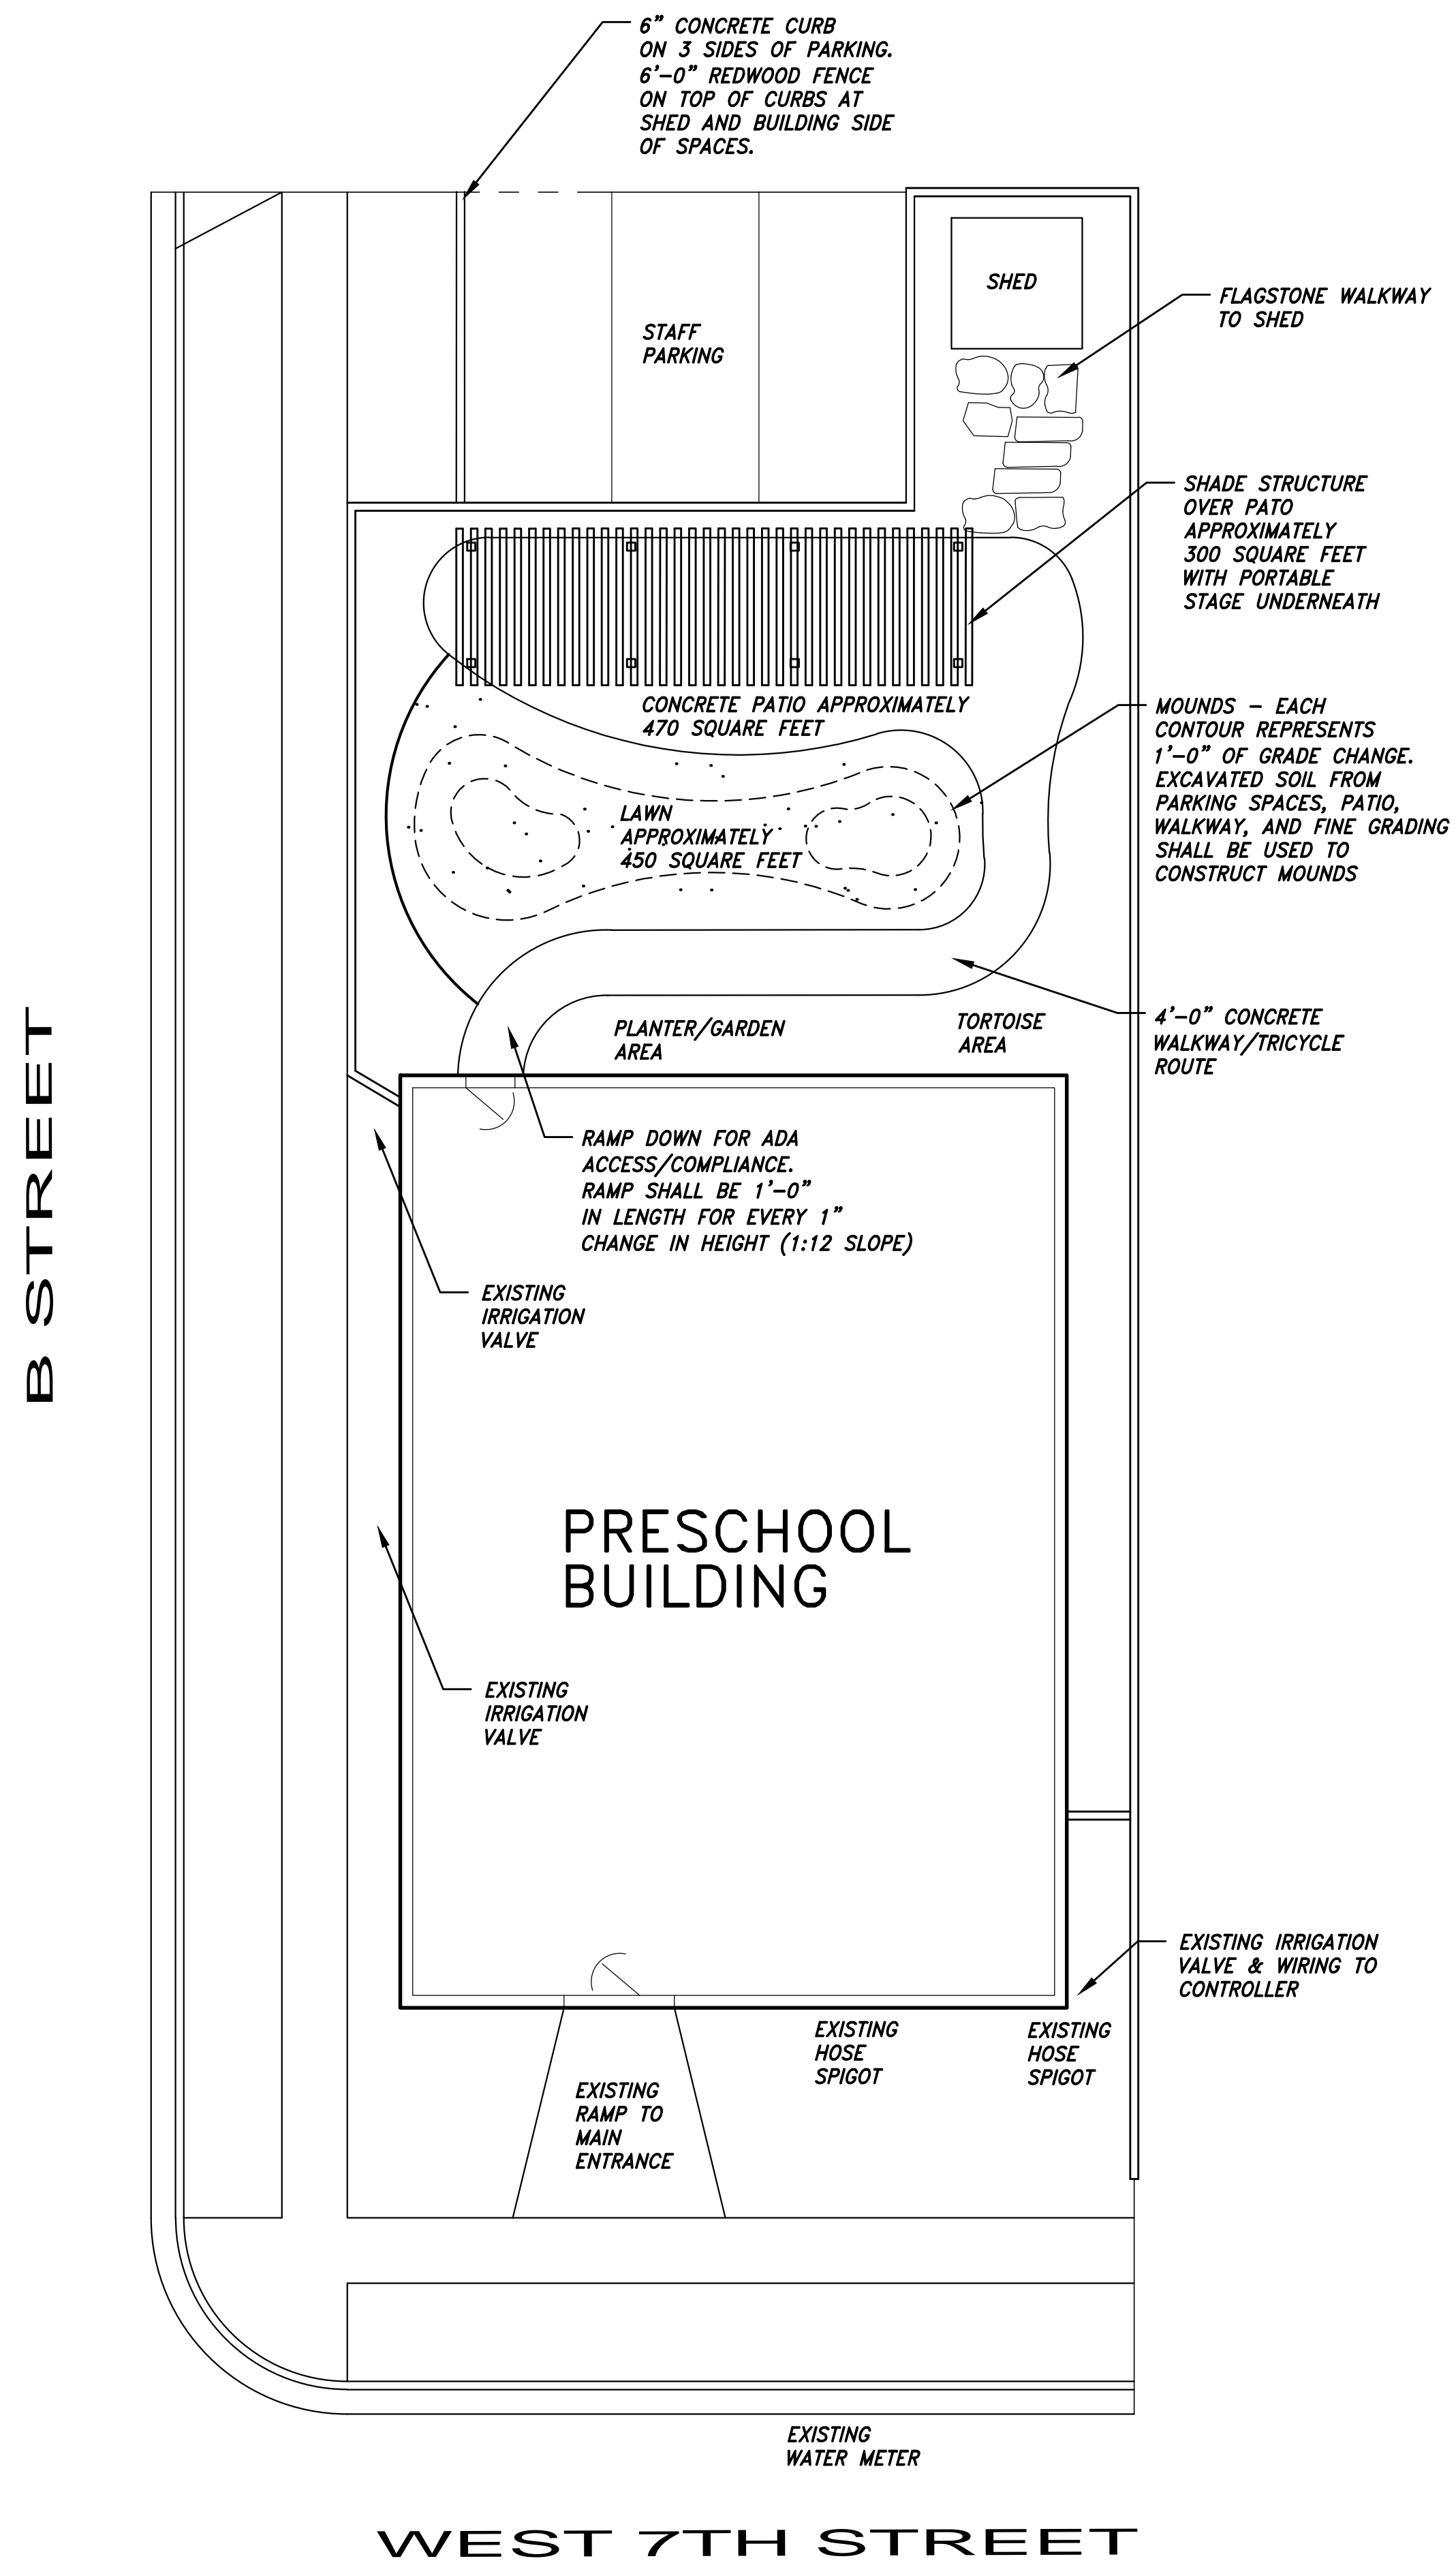 6" CONCRETE CURB
ON 3 SIDES OF PARKING.
6'-0" REDWOOD FENCE
ON TOP OF CURBS AT
SHED AND BUILDING SIDE
OF SPACES.
SHED
FLAGSTONE WALKWAY
TO SHED
STAFF
PARKING
SHADE STRUCTURE
OVER PATO
APPROXIMATELY
300 SQUARE FEET
WITH PORTABLE
STAGE UNDERNEATH
CONCRETE PATIO APPROXIMATELY
470 SQUARE FEET
MOUNDS - EACH
CONTOUR REPRESENTS
1'-0" OF GRADE CHANGE.
EXCAVATED SOIL FROM
PARKING SPACES, PATIO,
WALKWAY, AND FINE GRADING
SHALL BE USED TO
CONSTRUCT MOUNDS
LAWN
APPROXIMATELY
450 SQUARE FEET
4'-0" CONCRETE
WALKWAY/TRICYCLE
ROUTE
PLANTER/GARDEN
AREA
TORTOISE
AREA
RAMP DOWN FOR ADA
ACCESS/COMPLIANCE.
RAMP SHALL BE 1'-0"
IN LENGTH FOR EVERY 1"
CHANGE IN HEIGHT (1:12 SLOPE)
B STREET
EXISTING
IRRIGATION
VALVE
PRESCHOOL
BUILDING
EXISTING
IRRIGATION
VALVE
EXISTING IRRIGATION
VALVE & WIRING TO
CONTROLLER
EXISTING
HOSE
SPIGOT
EXISTING
HOSE
SPIGOT
EXISTING
RAMP TO
MAIN
ENTRANCE
EXISTING
WATER METER
WEST 7TH STREET